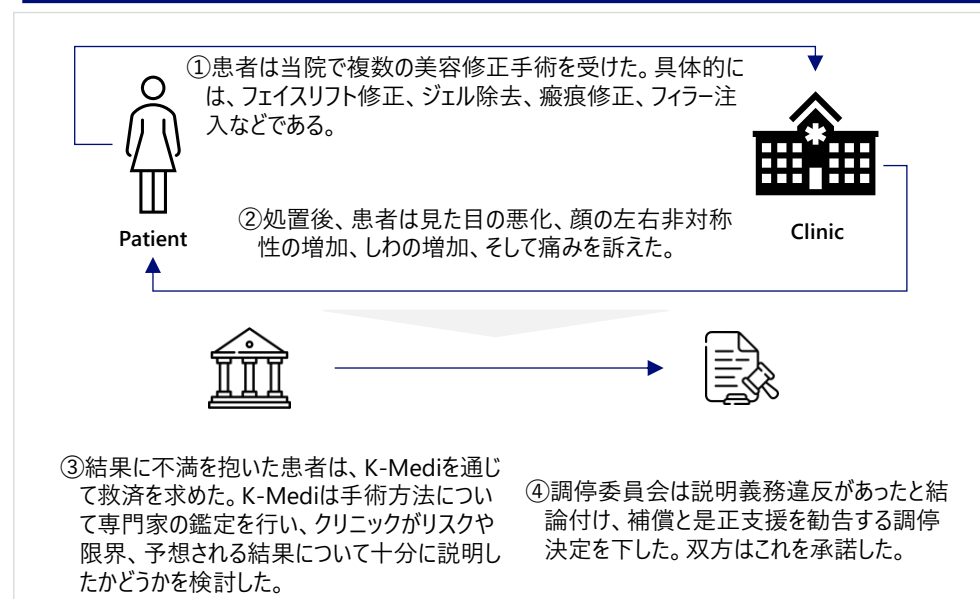 ①患者は当院で複数の美容修正手術を受けた。具体的に
は、フェイスリフト修正、ジェル除去、瘢痕修正、フィラー注
入などである。
②処置後、患者は見た目の悪化、顔の左右非対称
性の増加、しわの増加、そして痛みを訴えた。
Patient
Clinic
③結果に不満を抱いた患者は、K-Mediを通じ
て救済を求めた。K-Mediは手術方法につい
て専門家の鑑定を行い、クリニックがリスクや
限界、予想される結果について十分に説明し
たかどうかを検討した。
④調停委員会は説明義務違反があったと結
論付け、補償と是正支援を勧告する調停
決定を下した。双方はこれを承諾した。